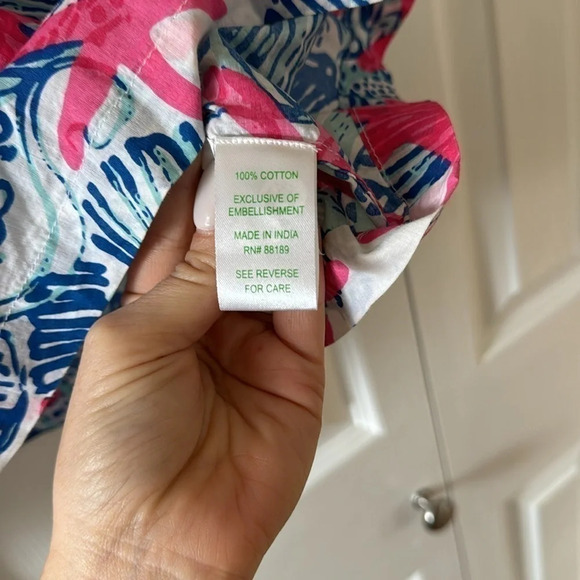 100% COTTON
EXCLUSIVE OF
EMBELLISHMENT
MADE IN INDIA
RN# 88189
SEE REVERSE
FOR CARE